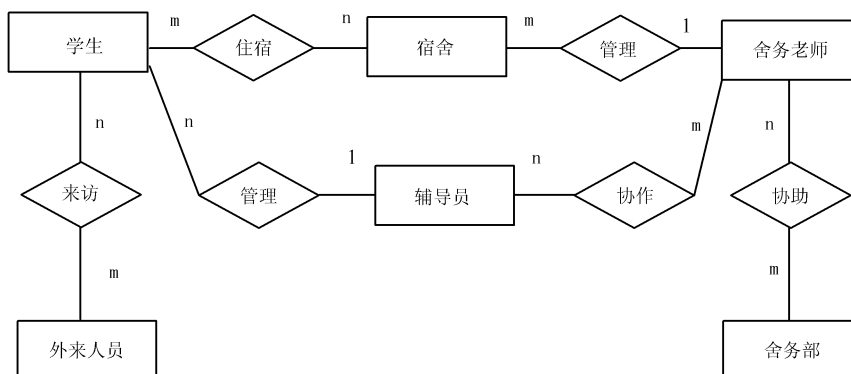 学生 m 住宿 n 宿舍 m 管理 1 舍务老师
n n m n
来访 管理 1 辅导员 n 协作 协助
m m
外来人员 舍务部